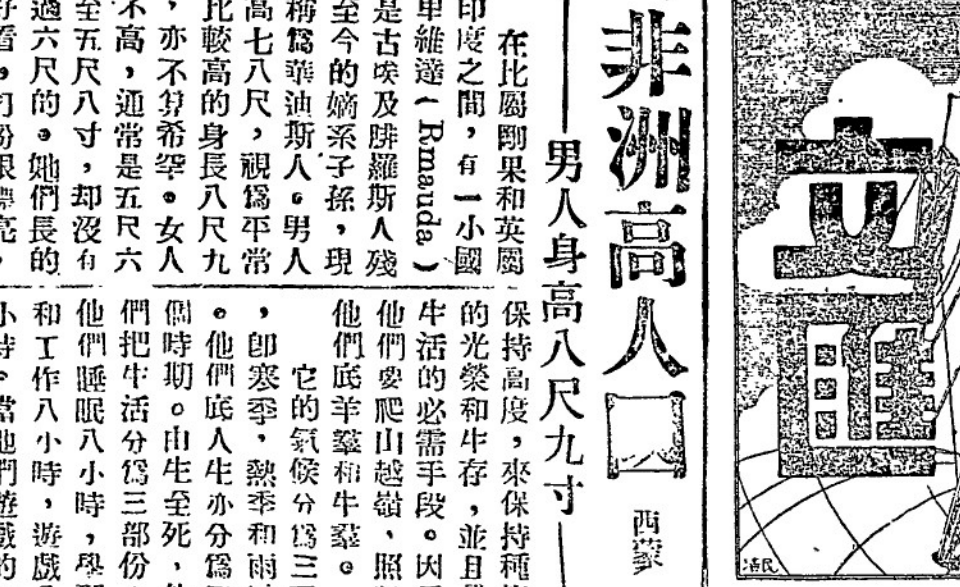 非洲高人國
男人身高八尺九寸
西蒙
在比屬剛果和英屬
印度之間,有一小國
單維達(Rmauda)
是古埃及腓羅斯人殘
至今的嫡系子孫,現
稱爲華油斯人。男人
高七八尺,視爲平常
比較高的身長八尺九
,亦不算希罕。女人
不高,通常是五尺六
至五尺八寸,却沒有
過六尺的。她們長的
保持高度,來保持種
的光榮和生存,並且
生活的必需手段。因
他們要爬山越嶺,照
他們底羊羣和牛羣。
它的氣候分爲三
,卽寒季,熱季和雨
。他們底人生亦分爲
個時期。由生至死,
們把生活分爲三部份
他們睡眠八小時,學
和工作八小時,遊戲
小時。當他們遊戲的